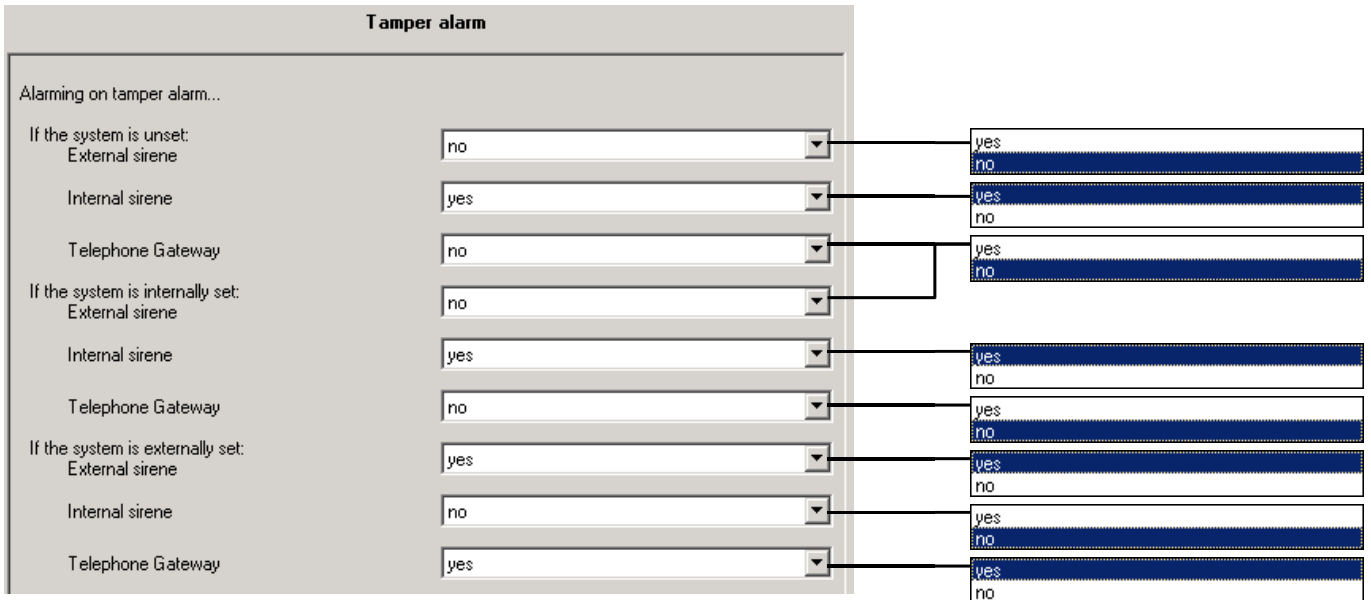 Tamper alarm
Alarming on tamper alarm...
If the system is unset:
External sirene
no
yes
no
Internal sirene
yes
yes
no
Telephone Gateway
no
yes
no
If the system is internally set:
External sirene
no
Internal sirene
yes
yes
no
Telephone Gateway
no
yes
no
If the system is externally set:
External sirene
yes
yes
no
Internal sirene
no
yes
no
Telephone Gateway
yes
yes
no